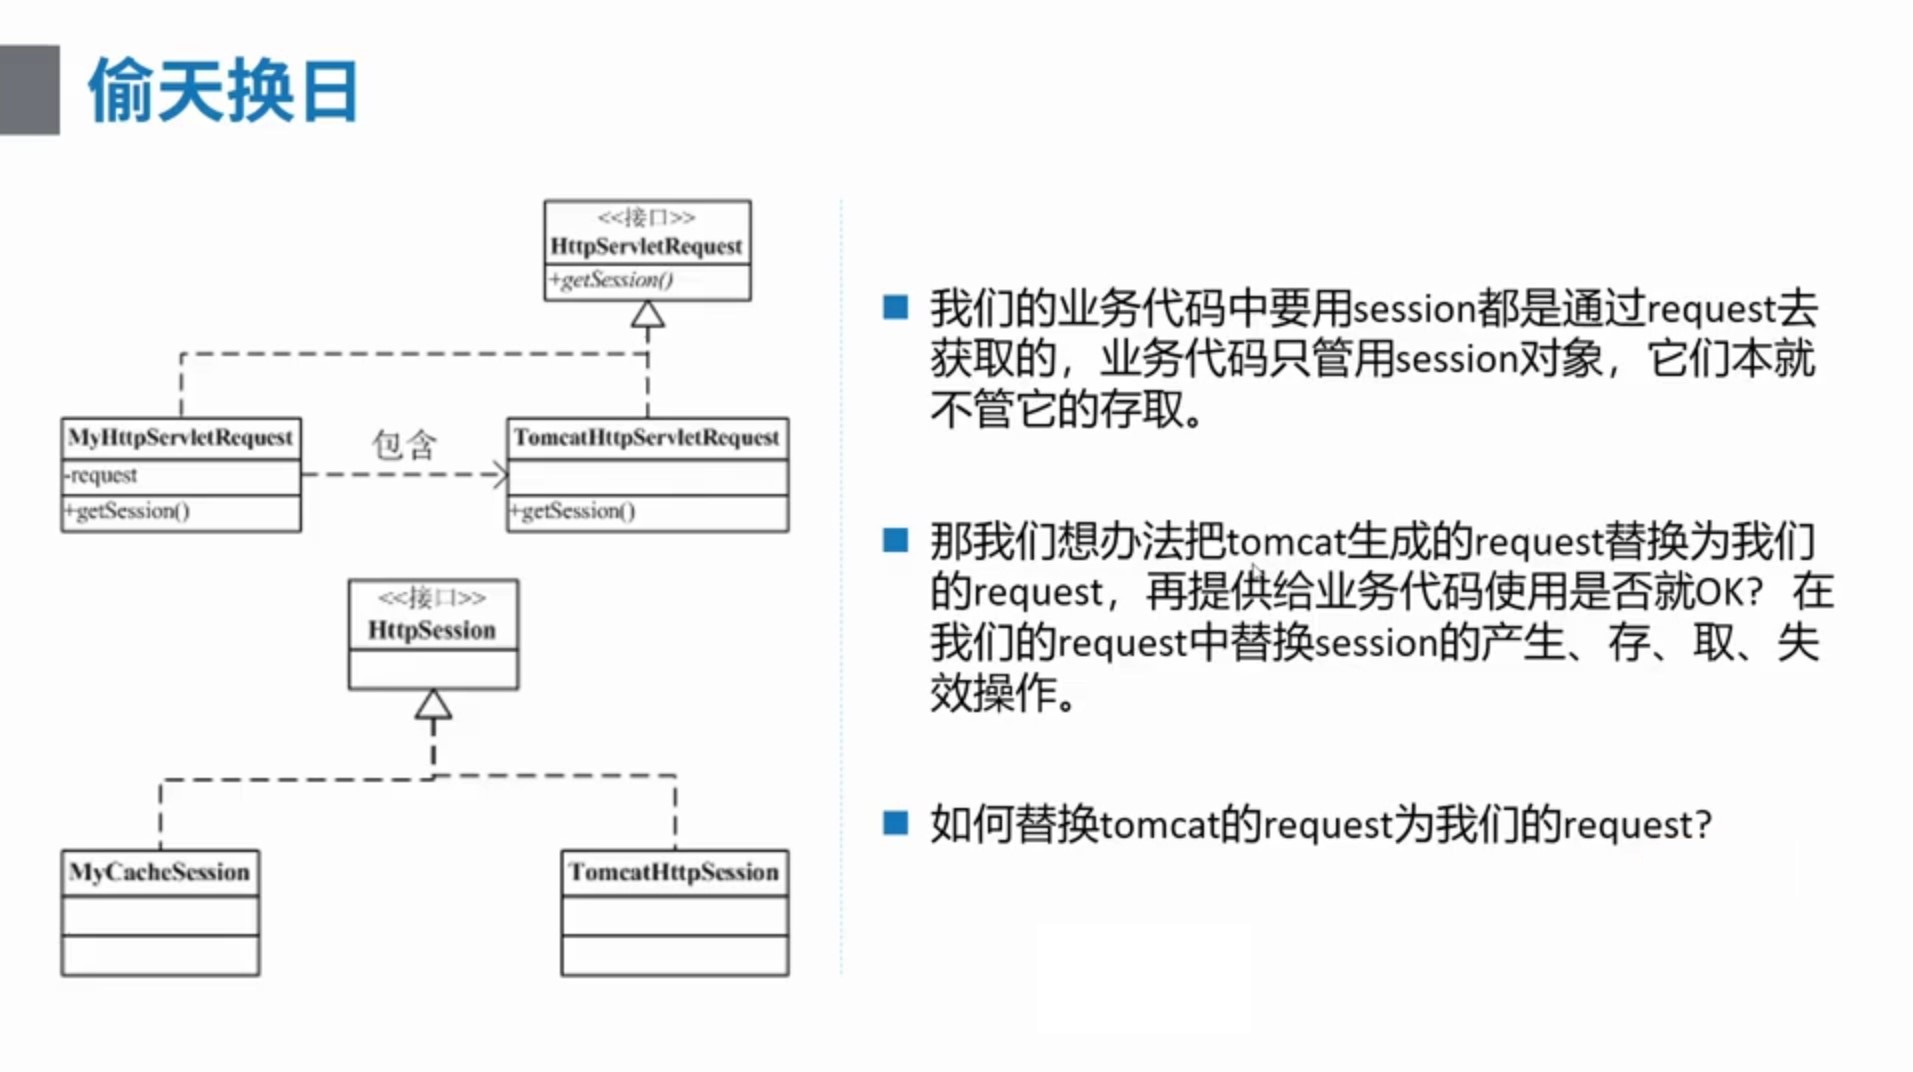 偷天换日
<<接口>>
HttpServletRequest
+getSession()
MyHttpServletRequest
-request
+getSession()
包含
TomcatHttpServletRequest
+getSession()
<<接口>>
HttpSession
MyCacheSession
TomcatHttpSession
我们的业务代码中要用session都是通过request去
获取的，业务代码只管用session对象，它们本就
不管它的存取。
那我们想办法把tomcat生成的request替换为我们
的request，再提供给业务代码使用是否就OK？在
我们的request中替换session的产生、存、取、失
效操作。
如何替换tomcat的request为我们的request?